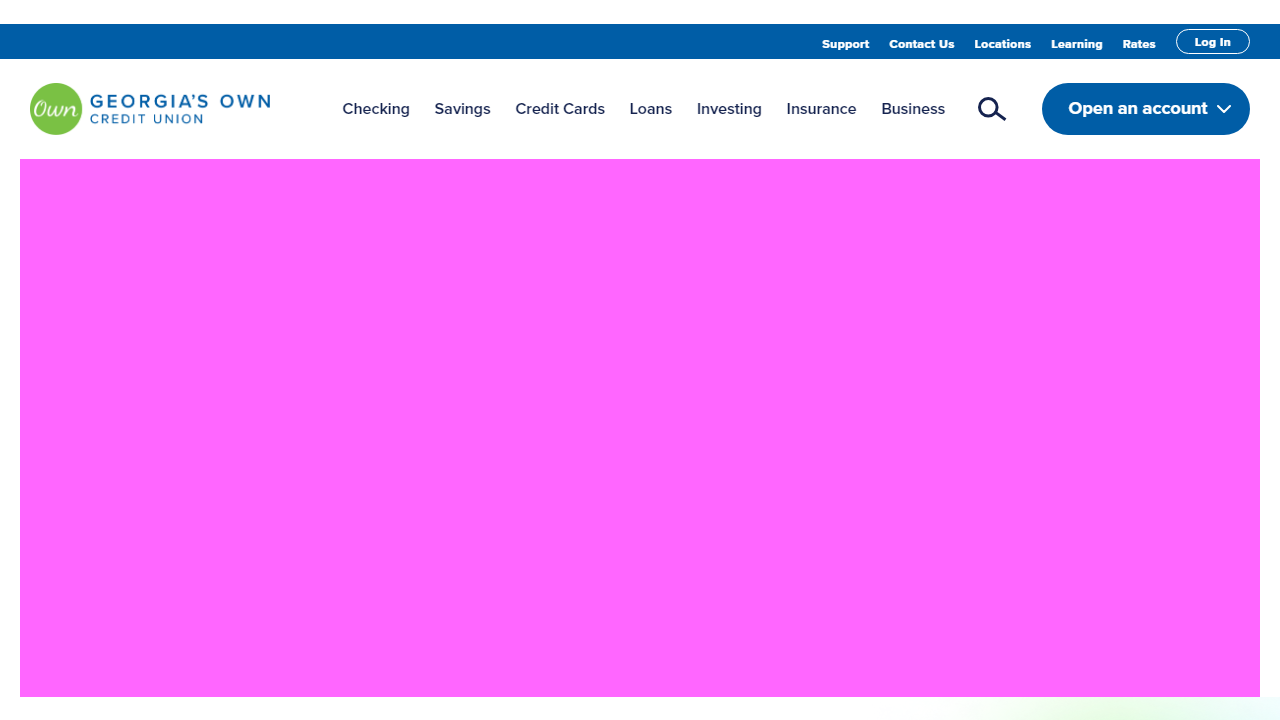 Support Contact Us Locations Learning Rates Log In
Own GEORGIA'S OWN
CREDIT UNION
Checking Savings Credit Cards Loans Investing Insurance Business Open an account